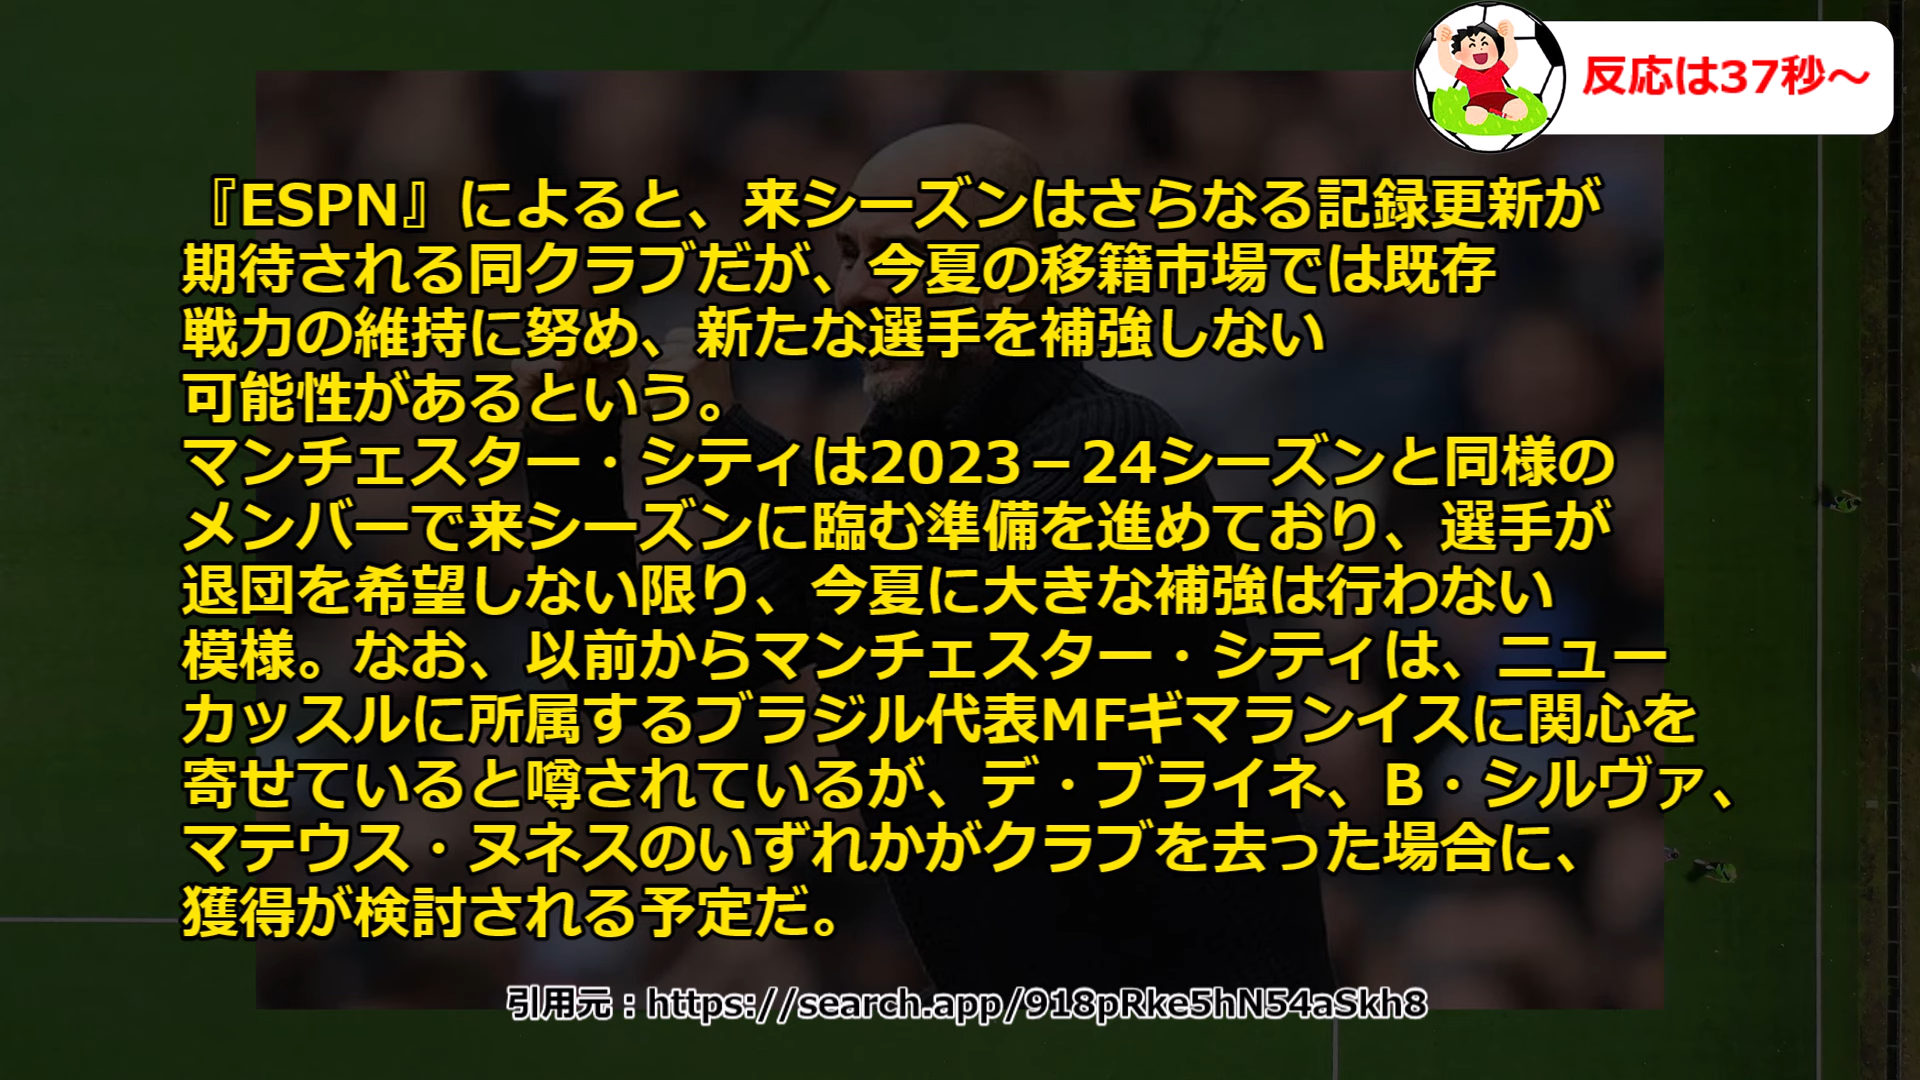 反応は37秒～
『ESPN』によると、来シーズンはさらなる記録更新が
期待される同クラブだが、今夏の移籍市場では既存
戦力の維持に努め、新たな選手を補強しない
可能性があるという。
マンチェスター・シティは2023－24シーズンと同様の
メンバーで来シーズンに臨む準備を進めており、選手が
退団を希望しない限り、今夏に大きな補強は行わない
模様。なお、以前からマンチェスター・シティは、ニュー
カッスルに所属するブラジル代表MFギマランイスに関心を
寄せていると噂されているが、デ・ブライネ、B・シルヴァ、
マテウス・ヌネスのいずれかがクラブを去った場合に、
獲得が検討される予定だ。
引用元：https://search.app/918pRke5hN54aSkh8